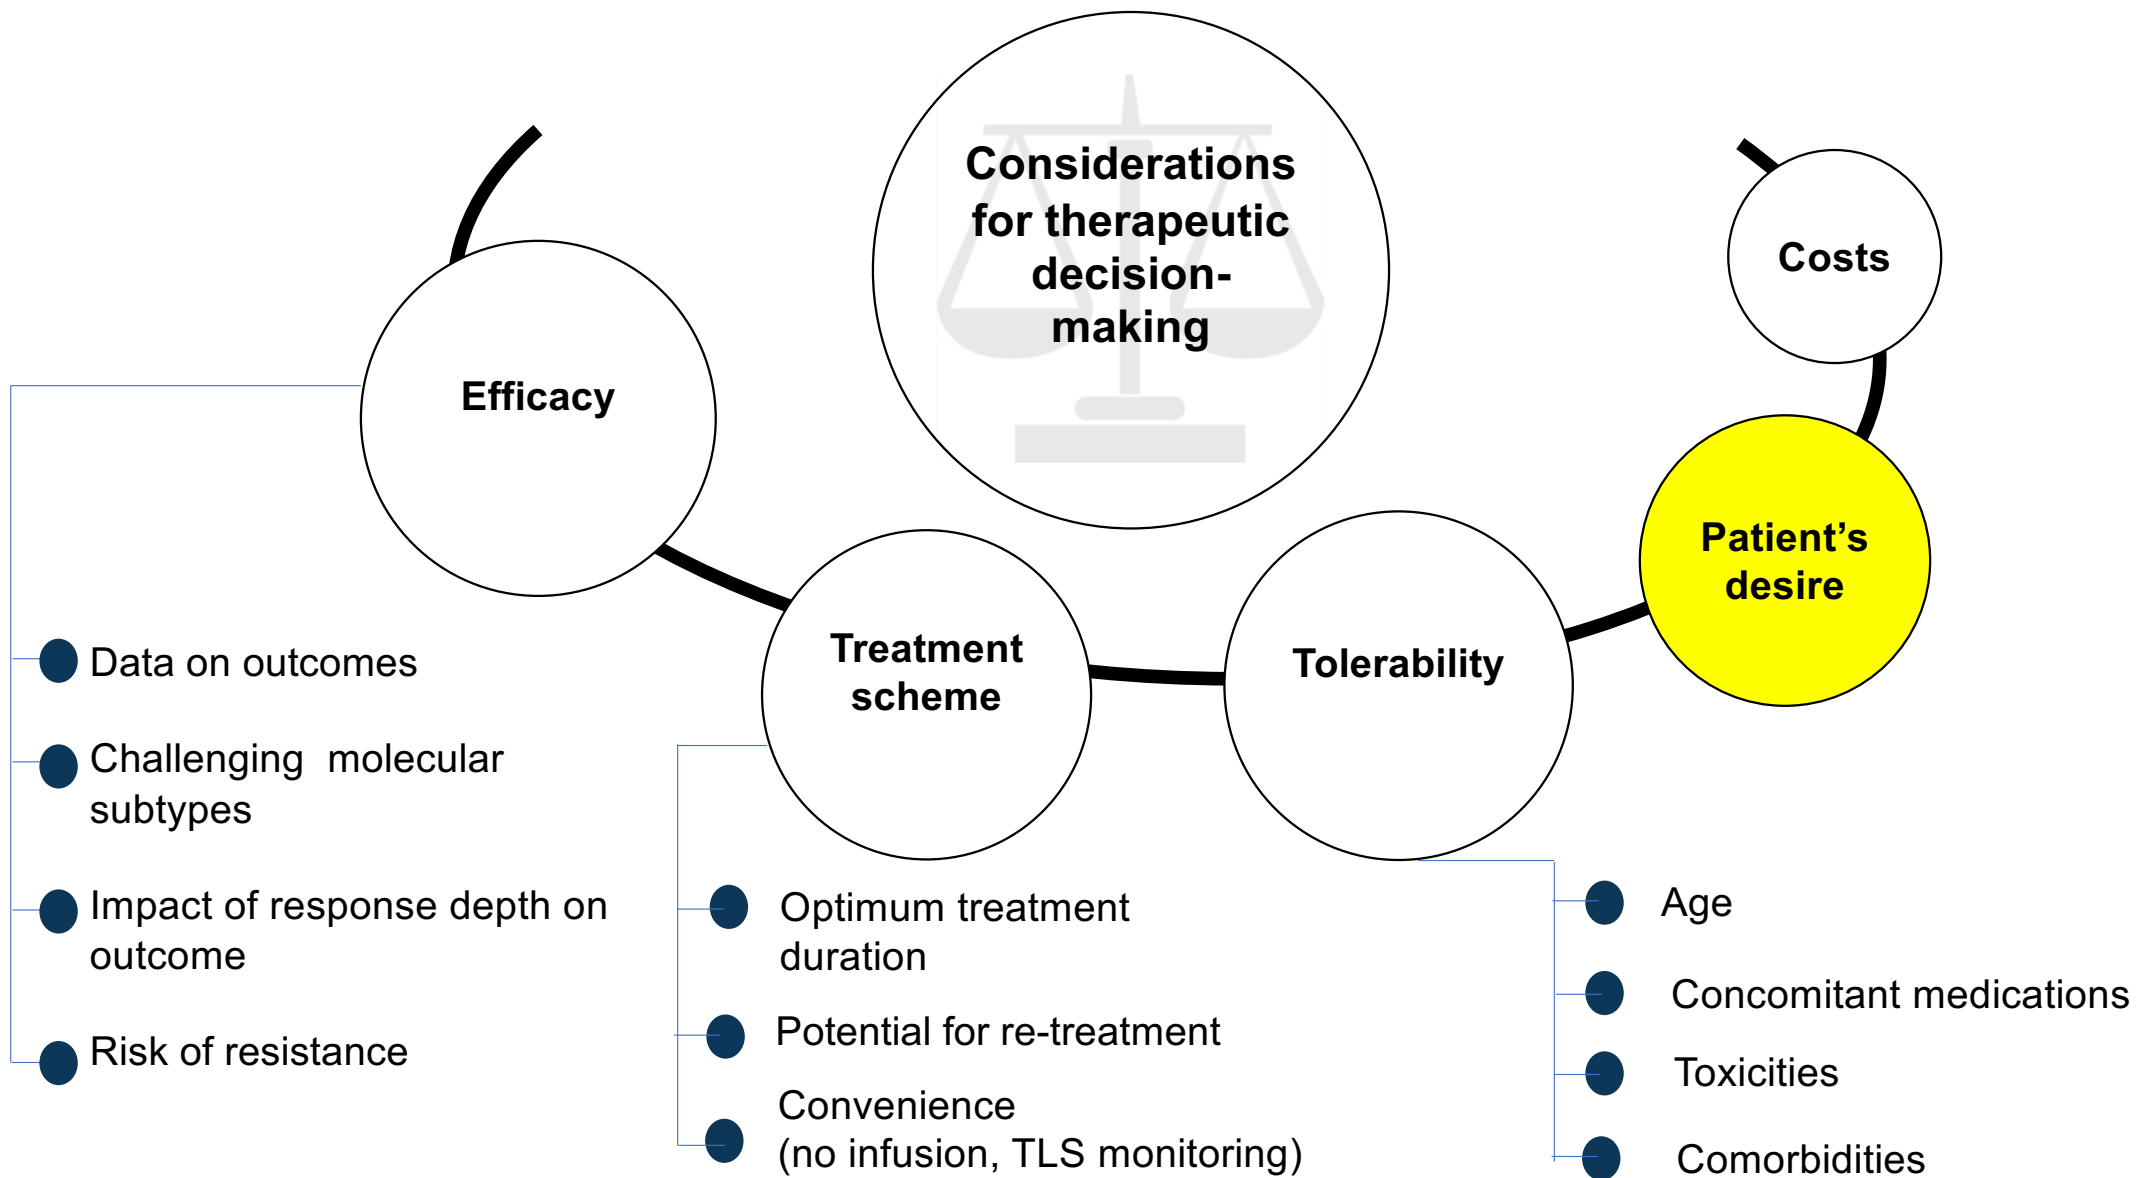 Considerations
for therapeutic
decision-
making
Costs
Efficacy
Patient’s
desire
Treatment
scheme
Tolerability
Data on outcomes
Challenging  molecular
subtypes
Impact of response depth on
outcome
Risk of resistance
Optimum treatment
duration
Potential for re-treatment
Convenience
(no infusion, TLS monitoring)
Age
Concomitant medications
Toxicities
Comorbidities